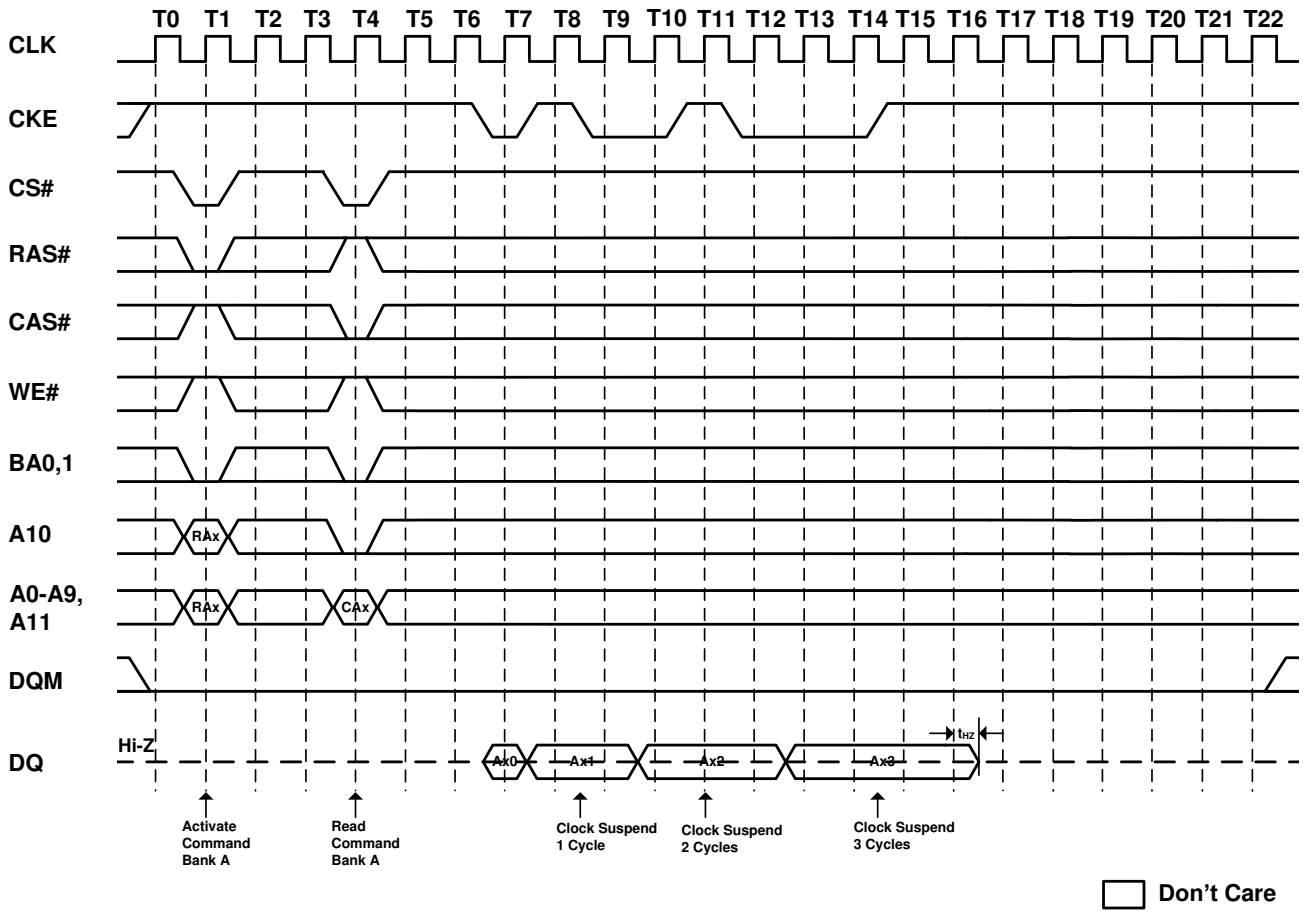 T0 T1 T2 T3 T4 T5 T6 T7 T8 T9 T10 T11 T12 T13 T14 T15 T16 T17 T18 T19 T20 T21 T22
CLK
CKE
CS#
RAS#
CAS#
WE#
BA0,1
A10
RAx
A0-A9,
A11
RAx
CAx
DQM
Hi-Z
tHZ
DQ
Ax0
Ax1
Ax2
Ax3
Activate
Command
Bank A
Read
Command
Bank A
Clock Suspend
1 Cycle
Clock Suspend
2 Cycles
Clock Suspend
3 Cycles
Don't Care